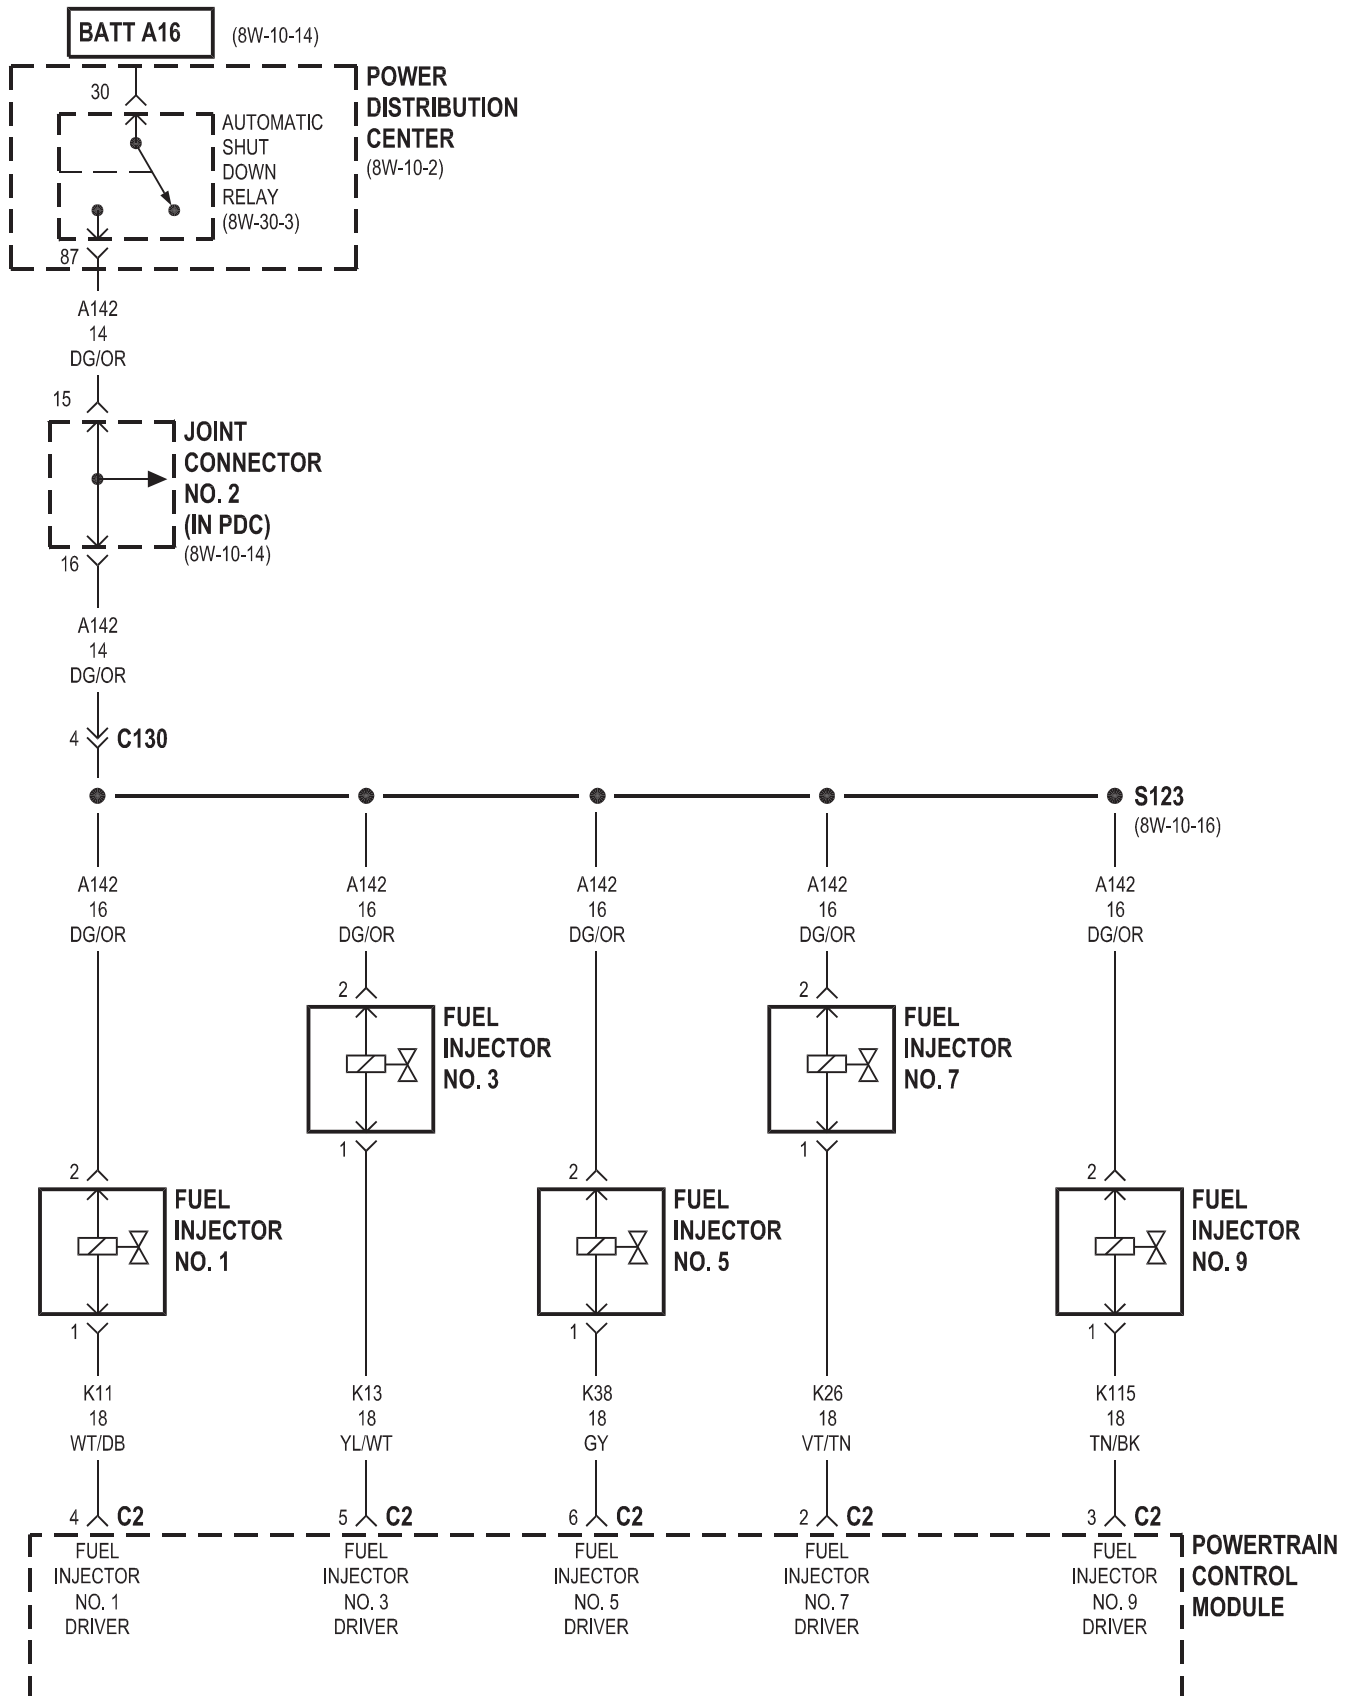 BATT A16 (8W-10-14)
POWER
DISTRIBUTION
CENTER
(8W-10-2)
30
AUTOMATIC
SHUT
DOWN
RELAY
(8W-30-3)
87
A142
14
DG/OR
15
JOINT
CONNECTOR
NO. 2
(IN PDC)
(8W-10-14)
16
A142
14
DG/OR
4 C130
S123
(8W-10-16)
A142 A142 A142 A142 A142
16 16 16 16 16
DG/OR DG/OR DG/OR DG/OR DG/OR
2 2
FUEL FUEL
INJECTOR INJECTOR
NO. 3 NO. 7
1 1
2 2 2
FUEL FUEL FUEL
INJECTOR INJECTOR INJECTOR
NO. 1 NO. 5 NO. 9
1 1 1
K11 K13 K38 K26 K115
18 18 18 18 18
WT/DB YL/WT GY VT/TN TN/BK
4 C2 5 C2 6 C2 2 C2 3 C2
POWERTRAIN
CONTROL
MODULE
FUEL FUEL FUEL FUEL FUEL
INJECTOR INJECTOR INJECTOR INJECTOR INJECTOR
NO. 1 NO. 3 NO. 5 NO. 7 NO. 9
DRIVER DRIVER DRIVER DRIVER DRIVER